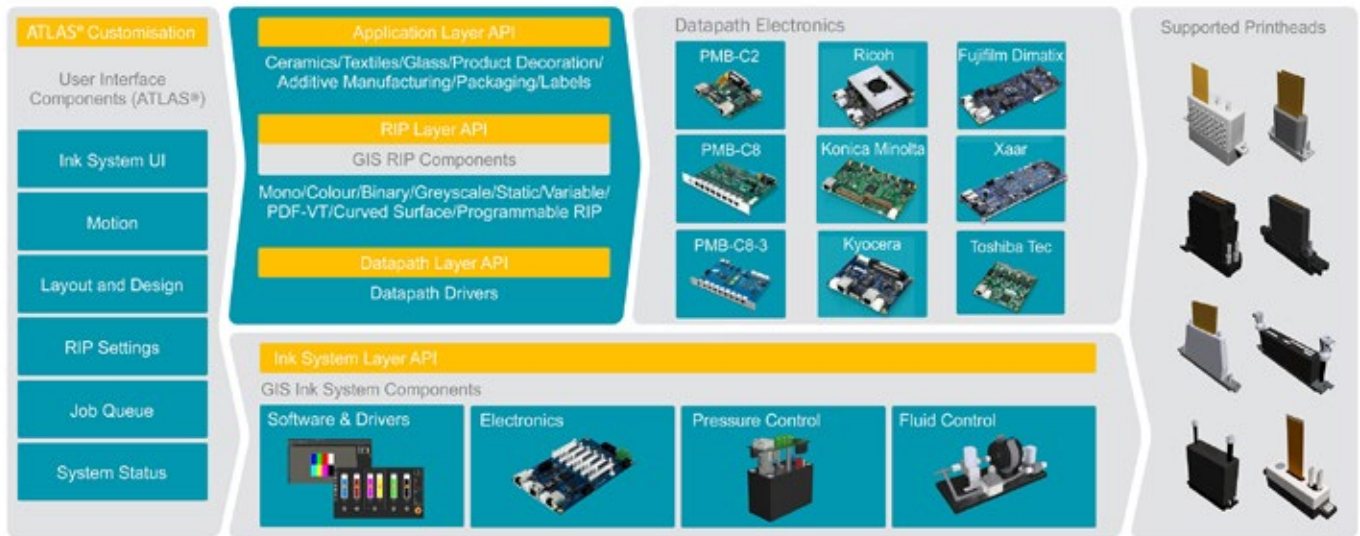 ATLAS® Customisation
User Interface
Components (ATLAS®)
Ink System UI
Motion
Layout and Design
RIP Settings
Job Queue
System Status
Application Layer API
Ceramics/Textiles/Glass/Product Decoration/
Additive Manufacturing/Packaging/Labels
RIP Layer API
GIS RIP Components
Mono/Colour/Binary/Greyscale/Static/Variable/
PDF-VT/Curved Surface/Programmable RIP
Datapath Layer API
Datapath Drivers
Datapath Electronics
PMB-C2
Ricoh
Fujifilm Dimatix
PMB-C8
Konica Minolta
Xaar
PMB-C8-3
Kyocera
Toshiba Tec
Ink System Layer API
GIS Ink System Components
Software & Drivers
Electronics
Pressure Control
Fluid Control
Supported Printheads